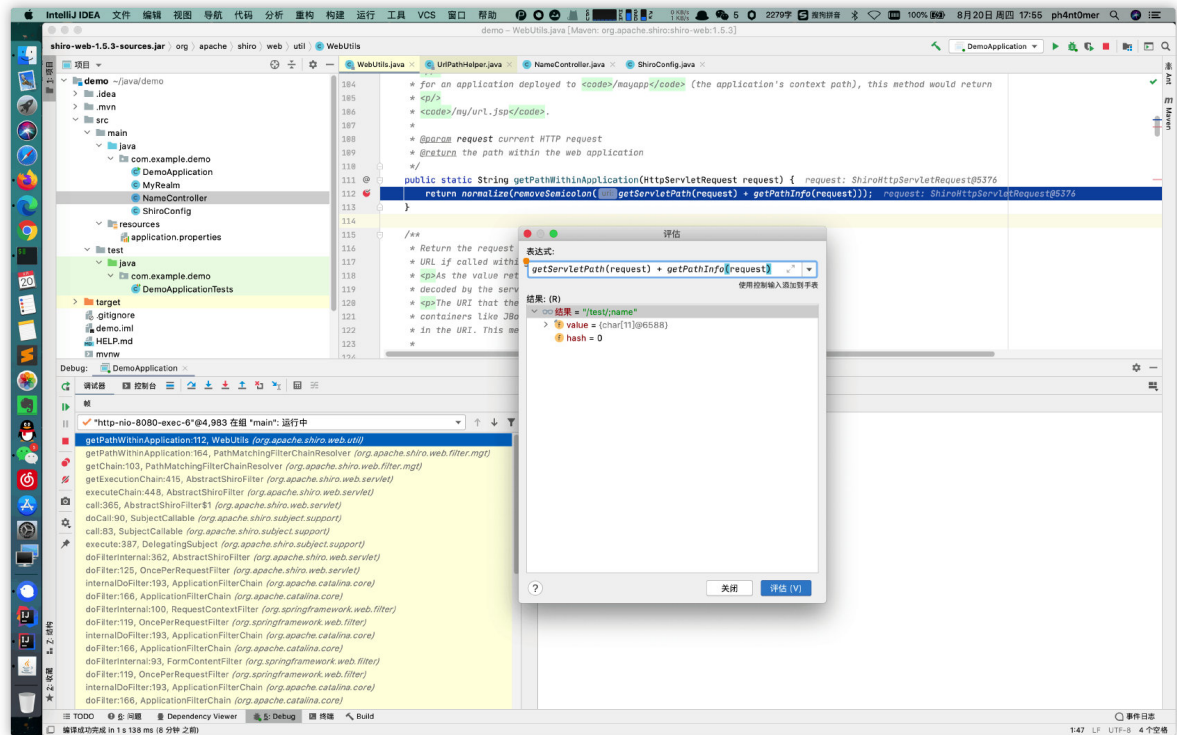 IntelliJ IDEA 文件 编辑 视图 导航 代码 分析 重构 构建 运行 工具 VCS 窗口 帮助 5 0 2279字 搜狗拼音 100% 8月20日 周四 17:55 ph4nt0mer
demo – WebUtils.java [Maven: org.apache.shiro:shiro-web:1.5.3]
shiro-web-1.5.3-sources.jar org apache shiro web util WebUtils DemoApplication
项目 WebUtils.java UrlPathHelper.java NameController.java ShiroConfig.java
demo ~/java/demo
.idea
.mvn
src
main
java
com.example.demo
DemoApplication
MyRealm
NameController
ShiroConfig
resources
application.properties
test
java
com.example.demo
DemoApplicationTests
target
.gitignore
demo.iml
HELP.md
mvnw
104 * for an application deployed to <code>/mayapp</code> (the application's context path), this method would return
105 * <p/>
106 * <code>/my/url.jsp</code>.
107 *
108 * @param request current HTTP request
109 * @return the path within the web application
110 */
111 @ public static String getPathWithinApplication(HttpServletRequest request) { request: ShiroHttpServletRequest@5376
112 return normalize(removeSemicolon( getServletPath(request) + getPathInfo(request))); request: ShiroHttpServletRequest@5376
113 }
114
115 /**
116 * Return the request
117 * URL if called withi
118 * <p>As the value ret
119 * decoded by the serv
120 * <p>The URI that the
121 * containers like JBo
122 * in the URI. This me
123 *
124
Ant
Maven
评估
表达式:
getServletPath(request) + getPathInfo(request)
使用控制输入添加到手表
结果: (R)
结果 = "/test/;name"
value = {char[11]@6588}
hash = 0
关闭 评估 (V)
Debug: DemoApplication
调试器 控制台
帧
"http-nio-8080-exec-6"@4,983 在组 "main": 运行中
getPathWithinApplication:112, WebUtils (org.apache.shiro.web.util)
getPathWithinApplication:164, PathMatchingFilterChainResolver (org.apache.shiro.web.filter.mgt)
getChain:103, PathMatchingFilterChainResolver (org.apache.shiro.web.filter.mgt)
getExecutionChain:415, AbstractShiroFilter (org.apache.shiro.web.servlet)
executeChain:448, AbstractShiroFilter (org.apache.shiro.web.servlet)
call:365, AbstractShiroFilter$1 (org.apache.shiro.web.servlet)
doCall:90, SubjectCallable (org.apache.shiro.subject.support)
call:83, SubjectCallable (org.apache.shiro.subject.support)
execute:387, DelegatingSubject (org.apache.shiro.subject.support)
doFilterInternal:362, AbstractShiroFilter (org.apache.shiro.web.servlet)
doFilter:125, OncePerRequestFilter (org.apache.shiro.web.servlet)
internalDoFilter:193, ApplicationFilterChain (org.apache.catalina.core)
doFilter:166, ApplicationFilterChain (org.apache.catalina.core)
doFilterInternal:100, RequestContextFilter (org.springframework.web.filter)
doFilter:119, OncePerRequestFilter (org.springframework.web.filter)
internalDoFilter:193, ApplicationFilterChain (org.apache.catalina.core)
doFilter:166, ApplicationFilterChain (org.apache.catalina.core)
doFilterInternal:93, FormContentFilter (org.springframework.web.filter)
doFilter:119, OncePerRequestFilter (org.springframework.web.filter)
internalDoFilter:193, ApplicationFilterChain (org.apache.catalina.core)
doFilter:166, ApplicationFilterChain (org.apache.catalina.core)
Z: 结构
2: 收藏
TODO 6: 问题 Dependency Viewer 5: Debug 终端 Build 事件日志
编译成功完成 in 1 s 138 ms (8 分钟 之前) 1:47 LF UTF-8 4个空格